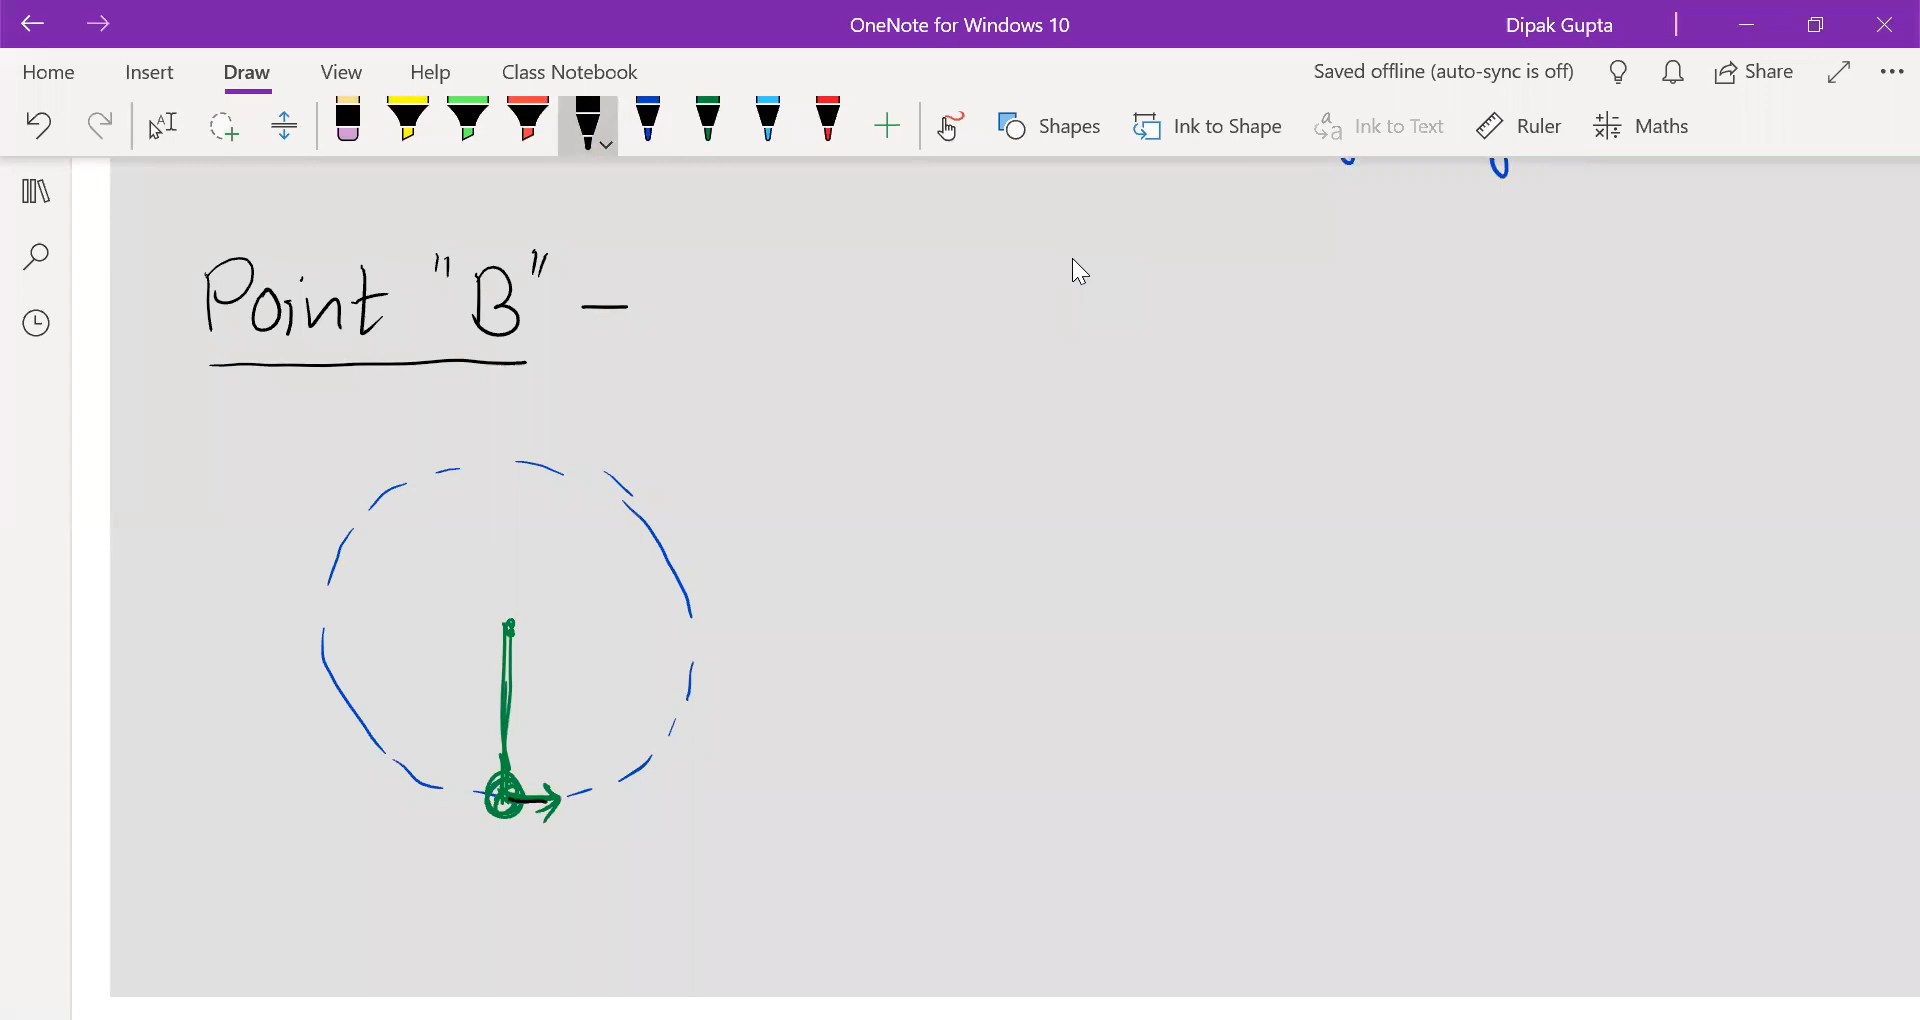 OneNote for Windows 10
Dipak Gupta
Home Insert Draw View Help Class Notebook
Saved offline (auto-sync is off) Share
Shapes Ink to Shape Ink to Text Ruler Maths
Point "B" –